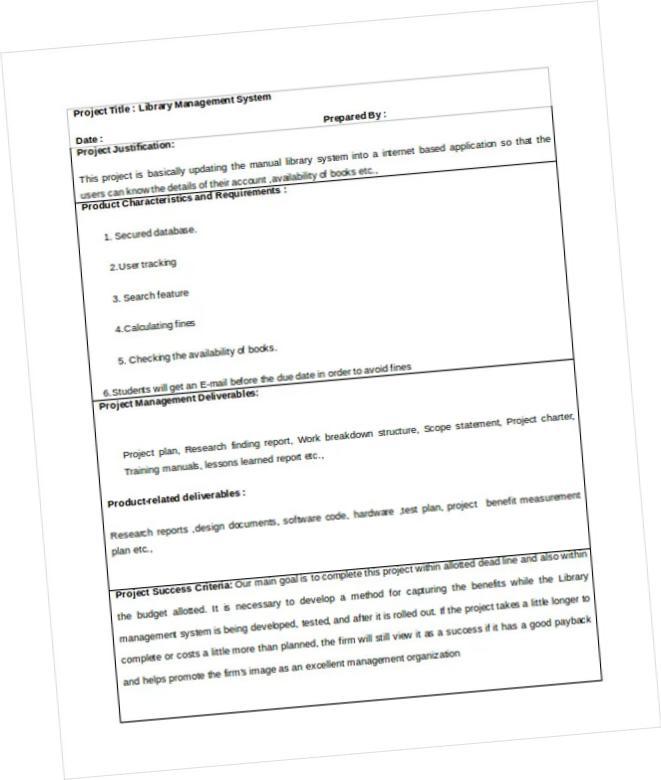 Project Title : Library Management System
Date : Prepared By :
Project Justification:
This project is basically updating the manual library system into a internet based application so that the
users can know the details of their account ,availability of books etc.,
Product Characteristics and Requirements :
1. Secured database.
2.User tracking
3. Search feature
4.Calculating fines
5. Checking the availability of books.
6.Students will get an E-mail before the due date in order to avoid fines
Project Management Deliverables:
Project plan, Research finding report, Work breakdown structure, Scope statement, Project charter,
Training manuals, lessons learned report etc.,
Product-related deliverables :
Research reports ,design documents, software code, hardware ,test plan, project benefit measurement
plan etc.,
Project Success Criteria: Our main goal is to complete this project within allotted dead line and also within
the budget allotted. It is necessary to develop a method for capturing the benefits while the Library
management system is being developed, tested, and after it is rolled out. If the project takes a little longer to
complete or costs a little more than planned, the firm will still view it as a success if it has a good payback
and helps promote the firm's image as an excellent management organization